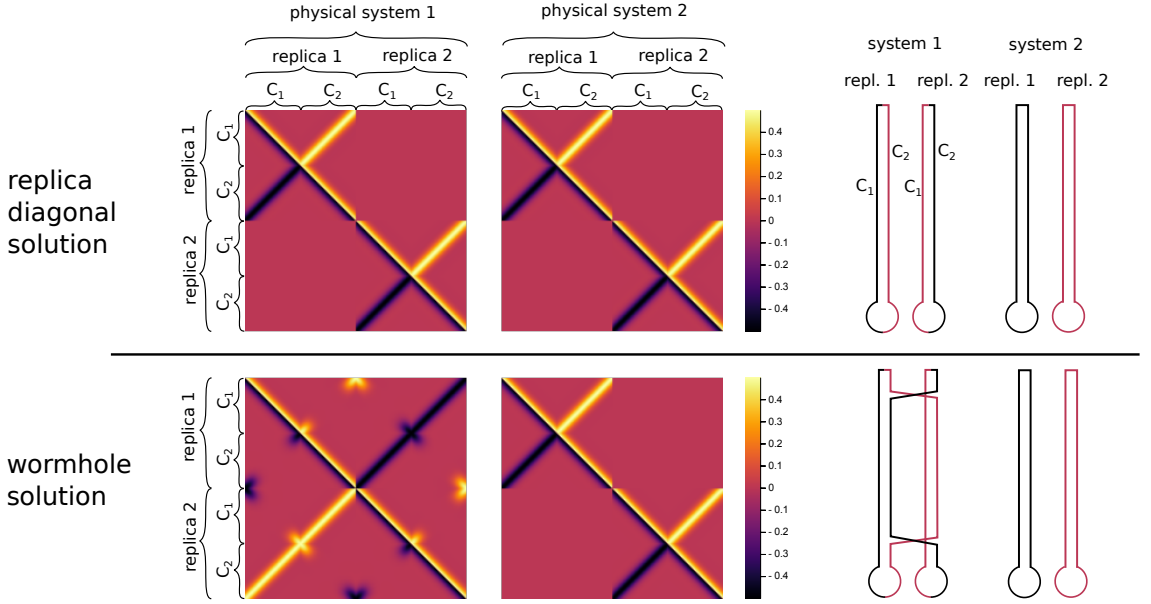 physical system 1
physical system 2
replica 1
replica 2
replica 1
replica 2
C₁
C₂
C₁
C₂
C₁
C₂
C₁
C₂
system 1
system 2
repl. 1
repl. 2
repl. 1
repl. 2
replica
diagonal
solution
replica 1
replica 2
C₁
C₂
C₁
C₂
0.4
0.3
0.2
0.1
0
- 0.1
- 0.2
- 0.3
- 0.4
C₂
C₂
C₁
C₁
wormhole
solution
replica 1
replica 2
C₁
C₂
C₁
C₂
0.4
0.3
0.2
0.1
0
- 0.1
- 0.2
- 0.3
- 0.4